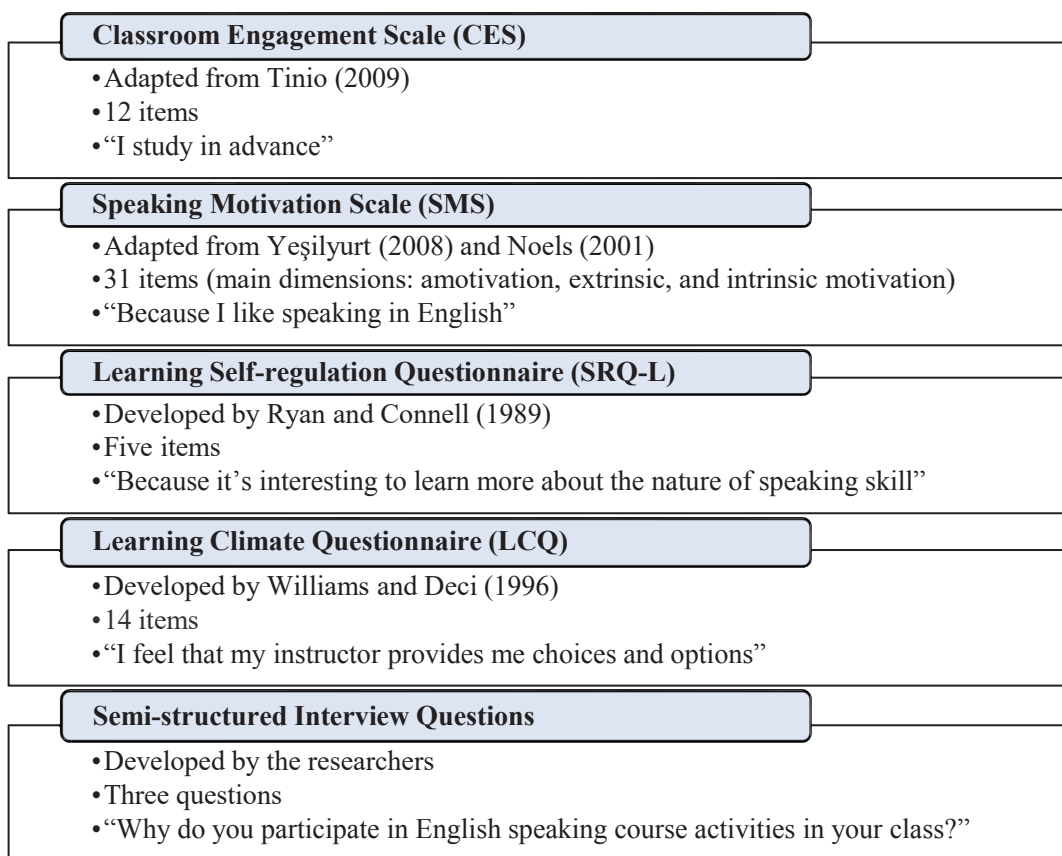 Classroom Engagement Scale (CES)
•Adapted from Tinio (2009)
•12 items
•“I study in advance”
Speaking Motivation Scale (SMS)
•Adapted from Yeşilyurt (2008) and Noels (2001)
•31 items (main dimensions: amotivation, extrinsic, and intrinsic motivation)
•“Because I like speaking in English”
Learning Self-regulation Questionnaire (SRQ-L)
•Developed by Ryan and Connell (1989)
•Five items
•“Because it’s interesting to learn more about the nature of speaking skill”
Learning Climate Questionnaire (LCQ)
•Developed by Williams and Deci (1996)
•14 items
•“I feel that my instructor provides me choices and options”
Semi-structured Interview Questions
•Developed by the researchers
•Three questions
•“Why do you participate in English speaking course activities in your class?”